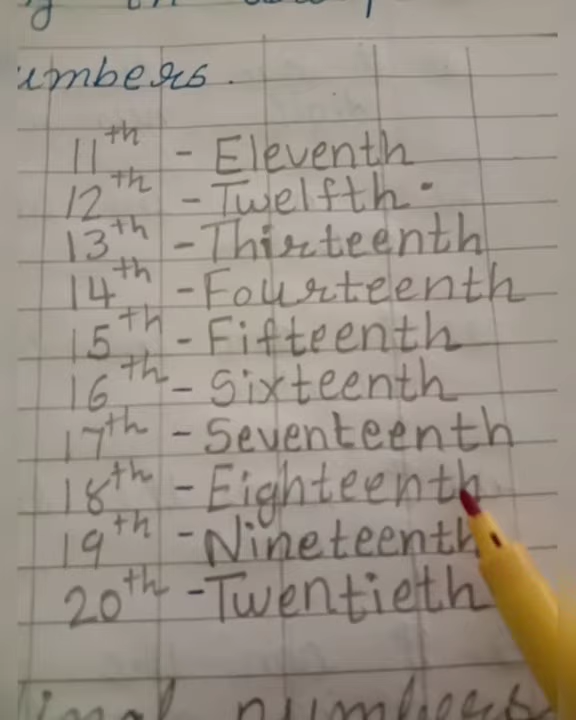 umbers.
11th - Eleventh
12th - Twelfth.
13th - Thirteenth
14th - Fourteenth
15th - Fifteenth
16th - Sixteenth
17th - Seventeenth
18th - Eighteenth
19th - Nineteenth
20th - Twentieth
inal numbers